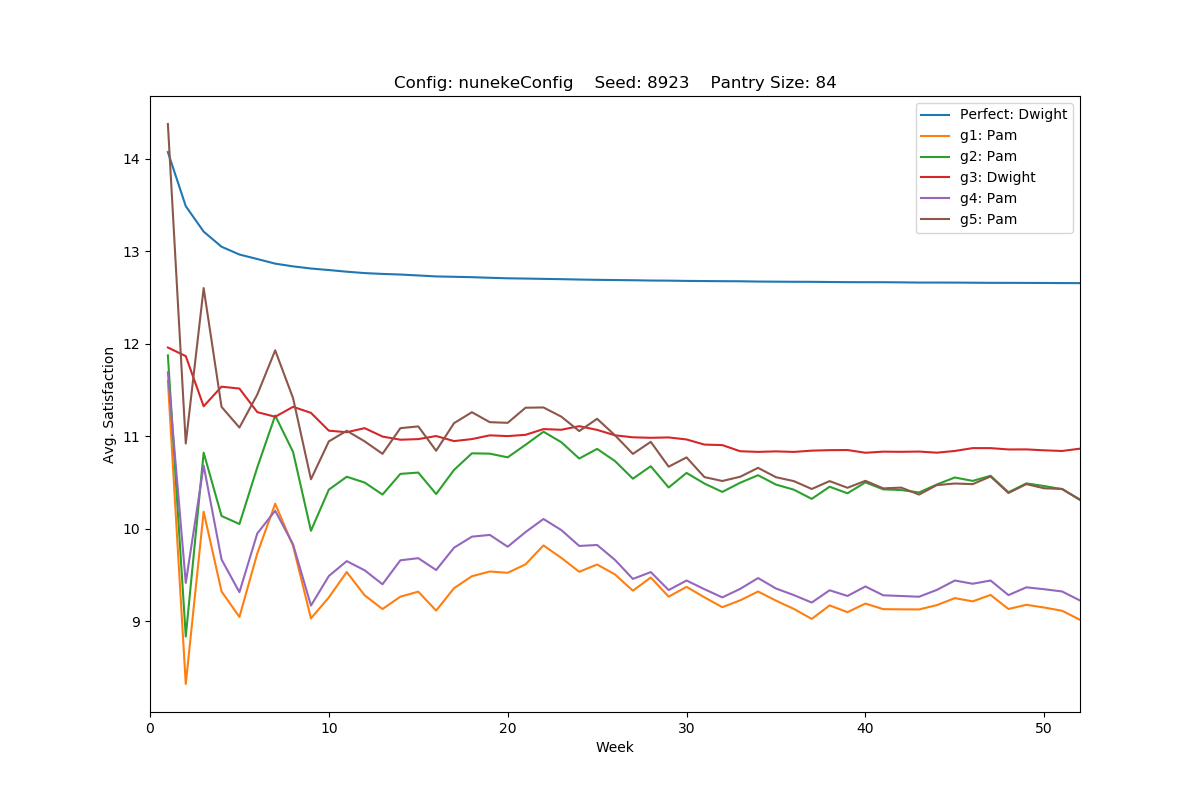 Config: nunekeConfig    Seed: 8923    Pantry Size: 84
Perfect: Dwight
g1: Pam
g2: Pam
g3: Dwight
g4: Pam
g5: Pam
14
13
12
11
10
9
Avg. Satisfaction
0 10 20 30 40 50
Week